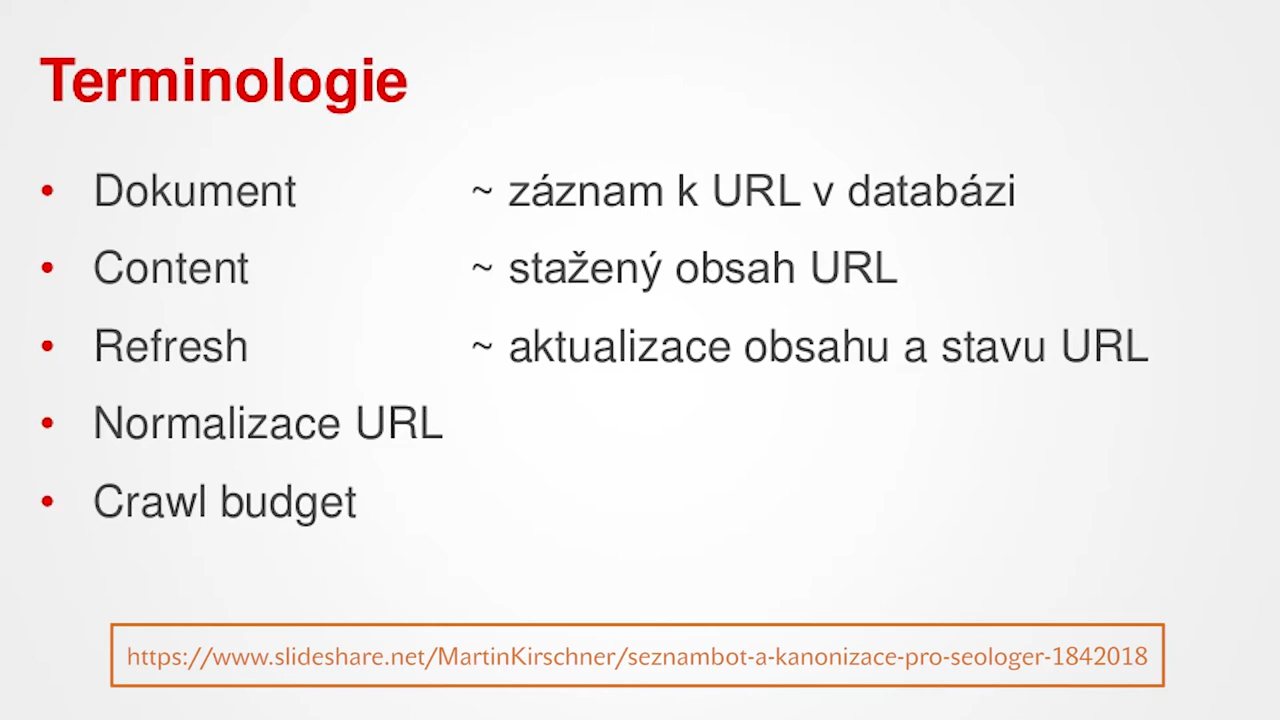 Terminologie
• Dokument ~ záznam k URL v databázi
• Content ~ stažený obsah URL
• Refresh ~ aktualizace obsahu a stavu URL
• Normalizace URL
• Crawl budget
https://www.slideshare.net/MartinKirschner/seznambot-a-kanonizace-pro-seologer-1842018